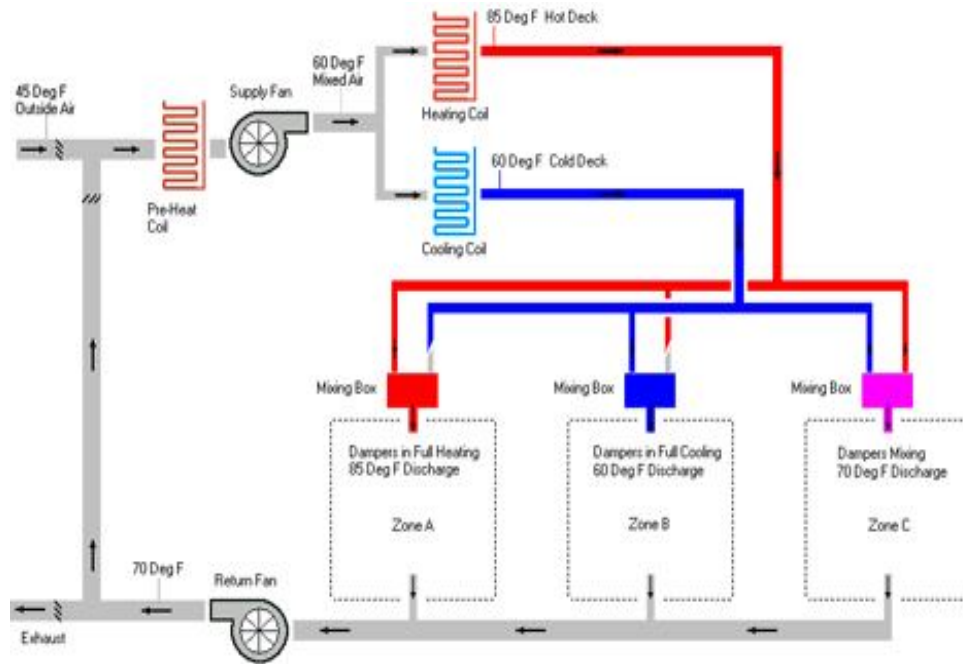 85 Deg F Hot Deck
60 Deg F
Mixed Air
45 Deg F
Outside Air
Supply Fan
Heating Coil
60 Deg F Cold Deck
Pre-Heat
Coil
Cooling Coil
Mixing Box
Mixing Box
Mixing Box
Dampers in Full Heating
85 Deg F Discharge
Dampers in Full Cooling
60 Deg F Discharge
Dampers Mixing
70 Deg F Discharge
Zone A
Zone B
Zone C
70 Deg F
Return Fan
Exhaust